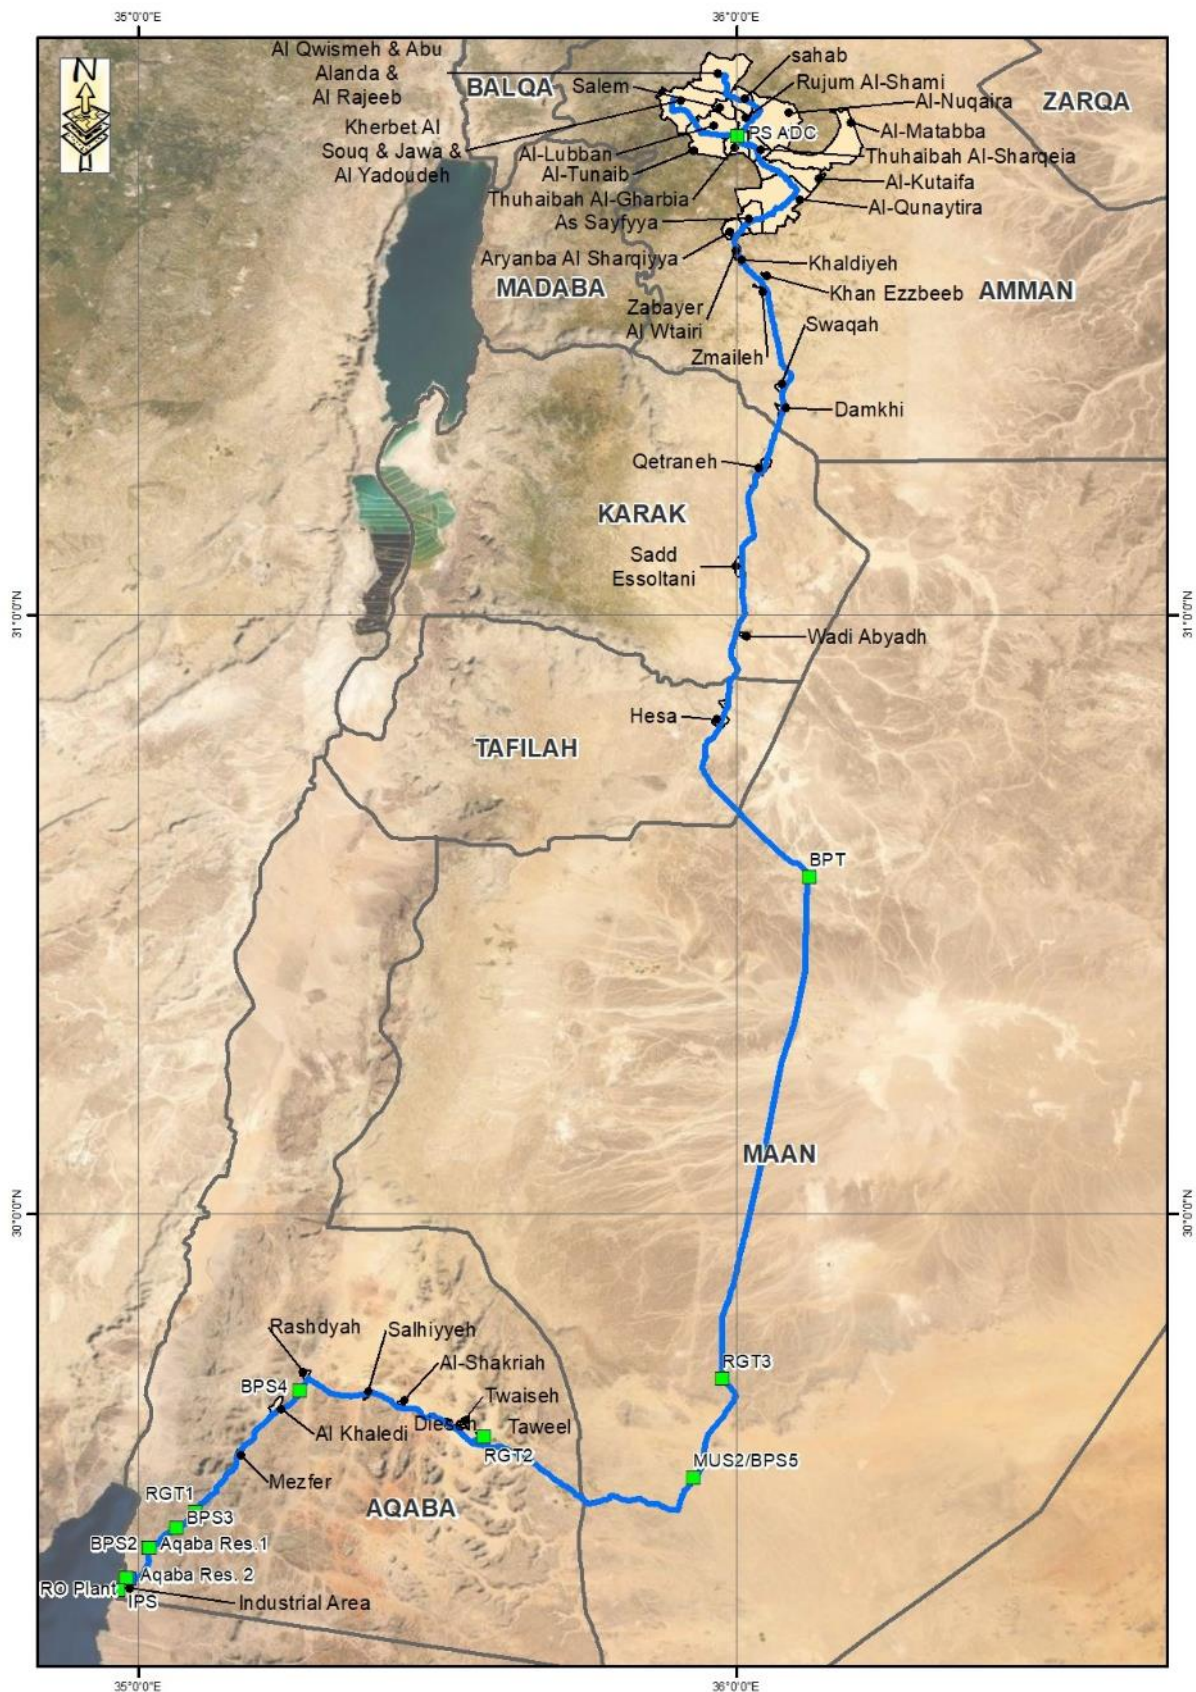 35°0'0"E
36°0'0"E
Al Qwismeh & Abu
Alanda &
Al Rajeeb
BALQA
Salem
sahab
Rujum Al-Shami
Al-Nuqaira
ZARQA
Kherbet Al
Souq & Jawa &
Al Yadoudeh
PS ADC
Al-Matabba
Al-Lubban
Thuhaibah Al-Sharqeia
Al-Tunaib
Al-Kutaifa
Thuhaibah Al-Gharbia
Al-Qunaytira
As Sayfyya
Aryanba Al Sharqiyya
Khaldiyeh
MADABA
Khan Ezzbeeb
AMMAN
Zabayer
Al Wtairi
Swaqah
Zmaileh
Damkhi
Qetraneh
KARAK
Sadd
Essoltani
31°0'0"N
31°0'0"N
Wadi Abyadh
Hesa
TAFILAH
BPT
MAAN
30°0'0"N
30°0'0"N
Rashdyah
Salhiyyeh
Al-Shakriah
RGT3
BPS4
Twaiseh
Dieseh
Taweel
Al Khaledi
RGT2
Mezfer
MUS2/BPS5
RGT1
AQABA
BPS3
BPS2
Aqaba Res.1
Aqaba Res. 2
RO Plant
IPS
Industrial Area
35°0'0"E
36°0'0"E